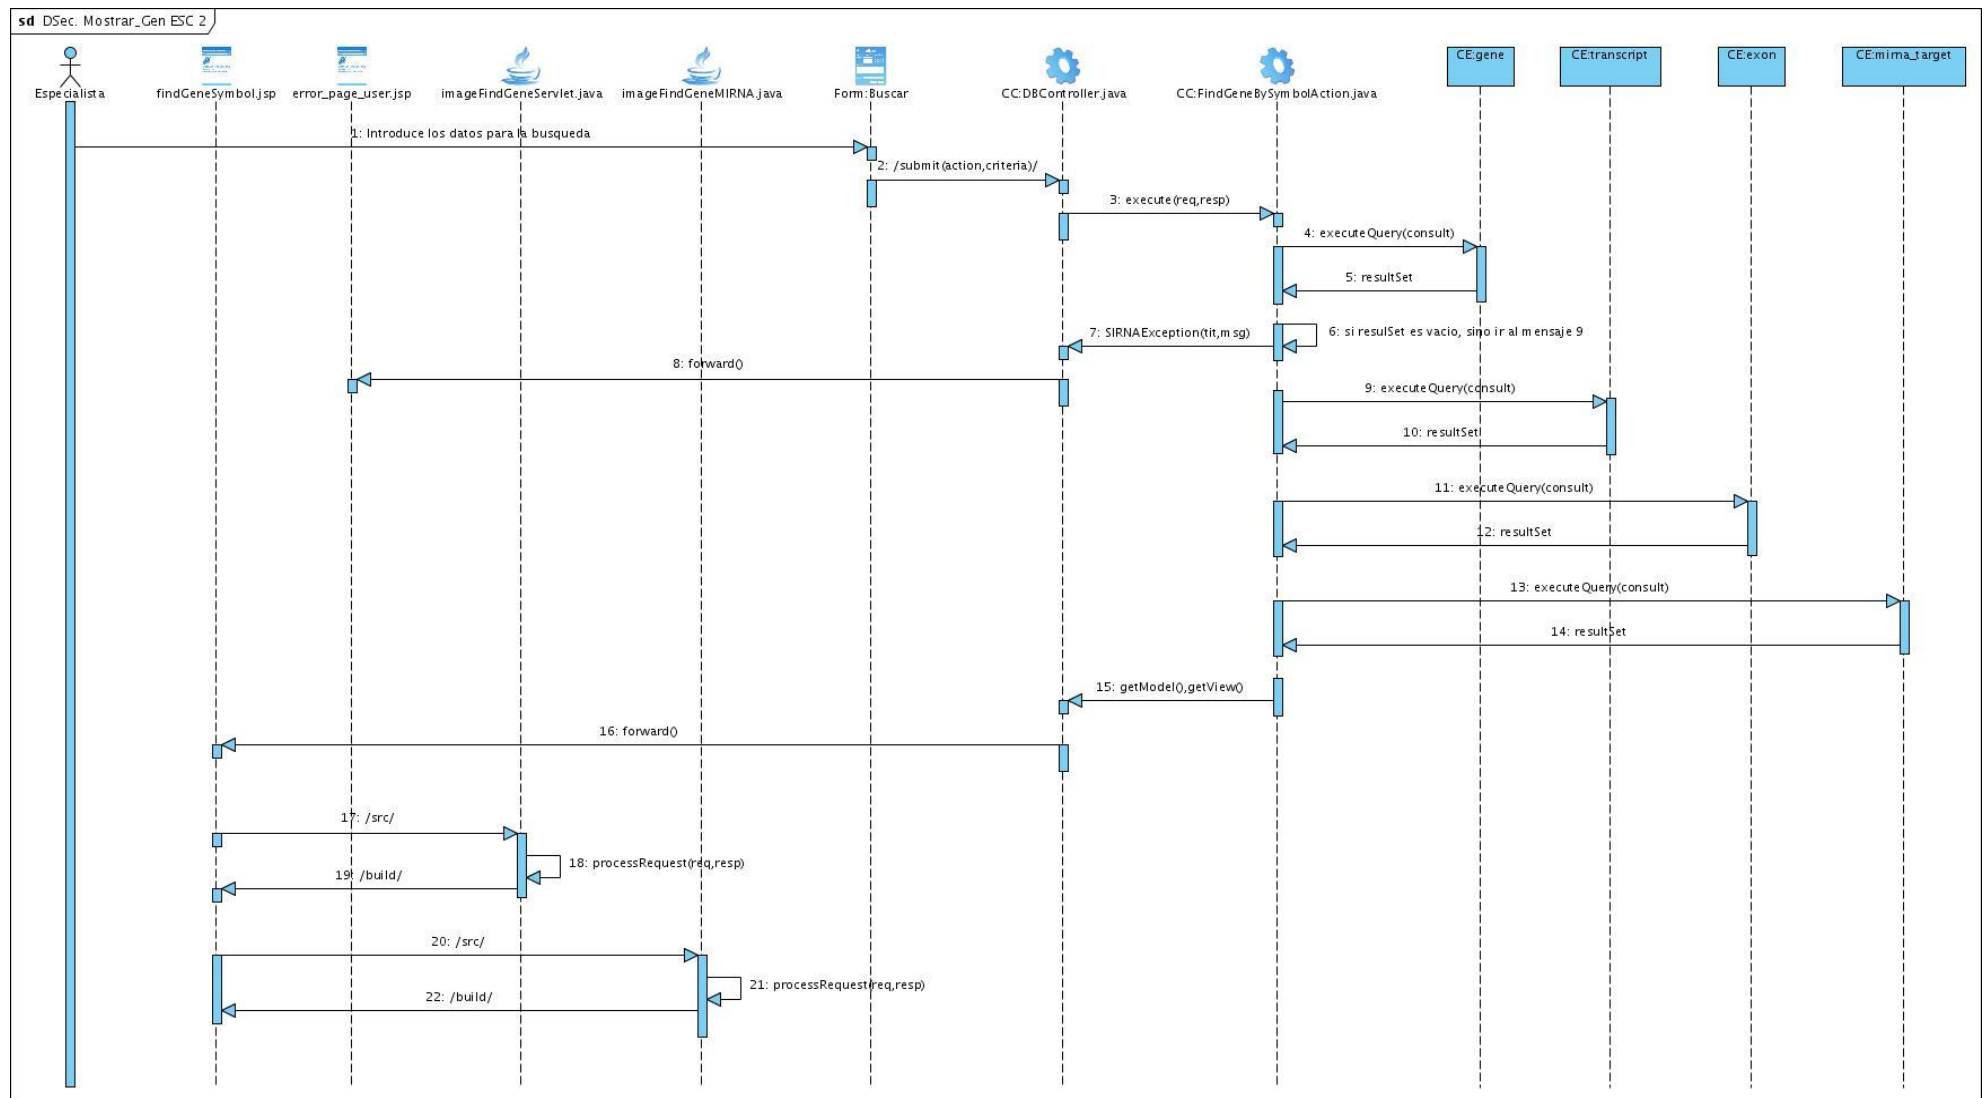 sd DSec. Mostrar_Gen ESC 2
Especialista
findGeneSymbol.jsp
error_page_user.jsp
imageFindGeneServlet.java
imageFindGeneMIRNA.java
Form:Buscar
CC:DBController.java
CC:FindGeneBySymbolAction.java
CE:gene
CE:transcript
CE:exon
CE:mirna_target
1: Introduce los datos para la busqueda
2: /submit(action,criteria)/
3: execute(req,resp)
4: executeQuery(consult)
5: resultSet
6: si resulSet es vacio, sino ir al mensaje 9
7: SIRNAException(tit,msg)
8: forward()
9: executeQuery(consult)
10: resultSet
11: executeQuery(consult)
12: resultSet
13: executeQuery(consult)
14: resultSet
15: getModel(),getView()
16: forward()
17: /src/
18: processRequest(req,resp)
19: /build/
20: /src/
21: processRequest(req,resp)
22: /build/